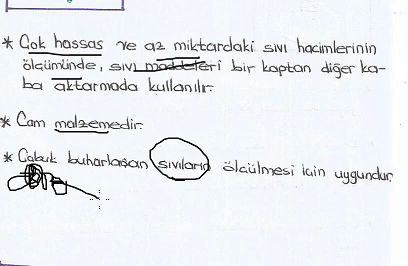 * Çok hassas ve az miktardaki sıvı hacimlerinin
ölçümünde, sıvı maddeleri bir kaptan diğer ka-
ba aktarmada kullanılır.
* Cam malzemedir.
* Çabuk buharlaşan sıvıların ölçülmesi için uygundur.